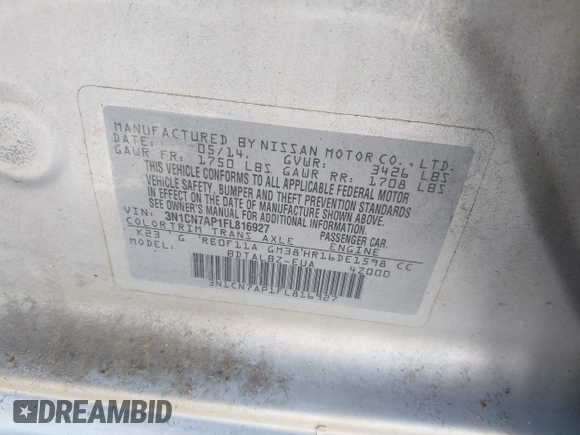 MANUFACTURED BY NISSAN MOTOR CO., LTD.
DATE: 05/14. GVWR: 3426 LBS
GAWR FR: 1750 LBS GAWR RR: 1708 LBS
THIS VEHICLE CONFORMS TO ALL APPLICABLE FEDERAL MOTOR
VEHICLE SAFETY, BUMPER AND THEFT PREVENTION STANDARDS
IN EFFECT ON THE DATE OF MANUFACTURE SHOWN ABOVE.
SEE OWNER'S MANUAL FOR ADDITIONAL INFORMATION.
VIN: 3N1CN7AP1FL816927 PASSENGER CAR.
COLOR TRIM TRANS AXLE ENGINE
K23 G RE0F11A GM38 HR16DE1598 CC
MODEL: BDTALBZ-EUA 4Z000
3N1CN7AP1FL816927
DREAMBID